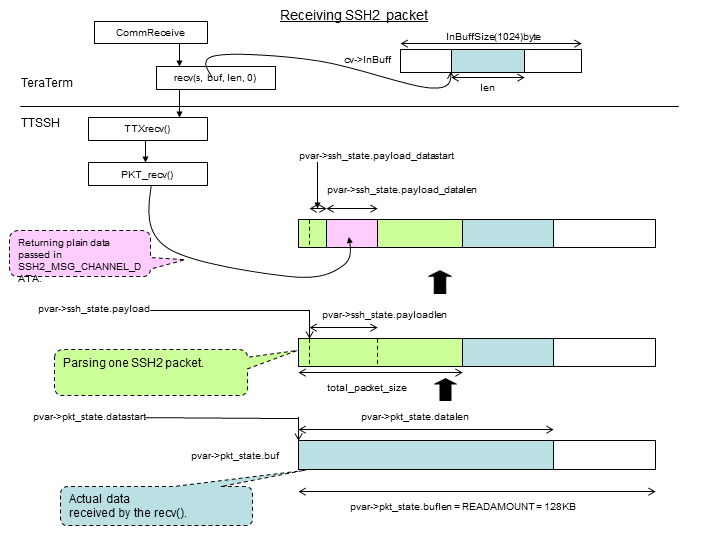 Receiving SSH2 packet
CommReceive
InBuffSize(1024)byte
cv->InBuff
recv(s, buf, len, 0)
len
TeraTerm
TTSSH
TTXrecv()
PKT_recv()
pvar->ssh_state.payload_datastart
pvar->ssh_state.payload_datalen
Returning plain data
passed in
SSH2_MSG_CHANNEL_D
ATA.
pvar->ssh_state.payload
pvar->ssh_state.payloadlen
Parsing one SSH2 packet.
total_packet_size
pvar->pkt_state.datastart
pvar->pkt_state.datalen
pvar->pkt_state.buf
Actual data
received by the recv().
pvar->pkt_state.buflen = READAMOUNT = 128KB